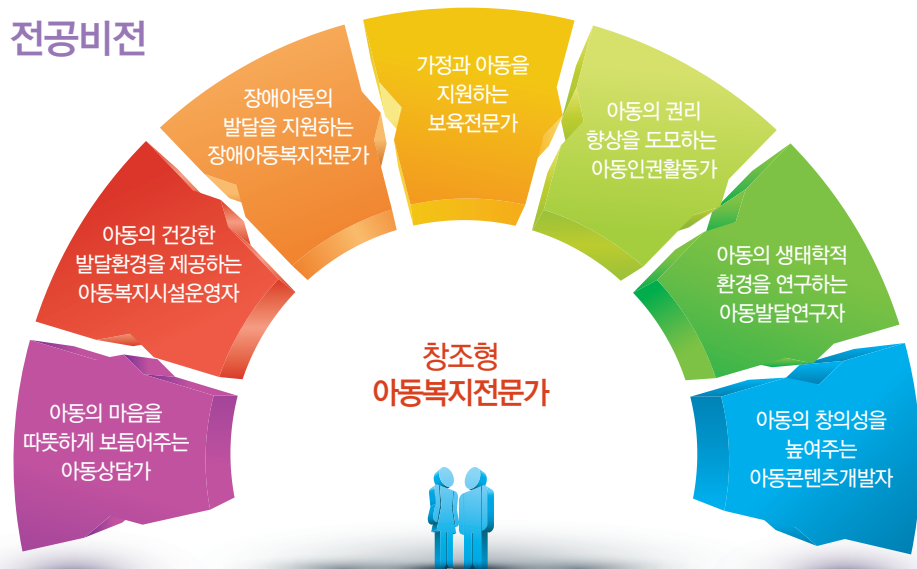 전공비전
아동의 마음을
따뜻하게 보듬어주는
아동상담가
아동의 건강한
발달환경을 제공하는
아동복지시설운영자
장애아동의
발달을 지원하는
장애아동복지전문가
가정과 아동을
지원하는
보육전문가
아동의 권리
향상을 도모하는
아동인권활동가
아동의 생태학적
환경을 연구하는
아동발달연구자
아동의 창의성을
높여주는
아동콘텐츠개발자
창조형
아동복지전문가